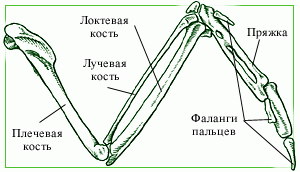 Локтевая
кость
Лучевая
кость
Пряжка
Плечевая
кость
Фаланги
пальцев